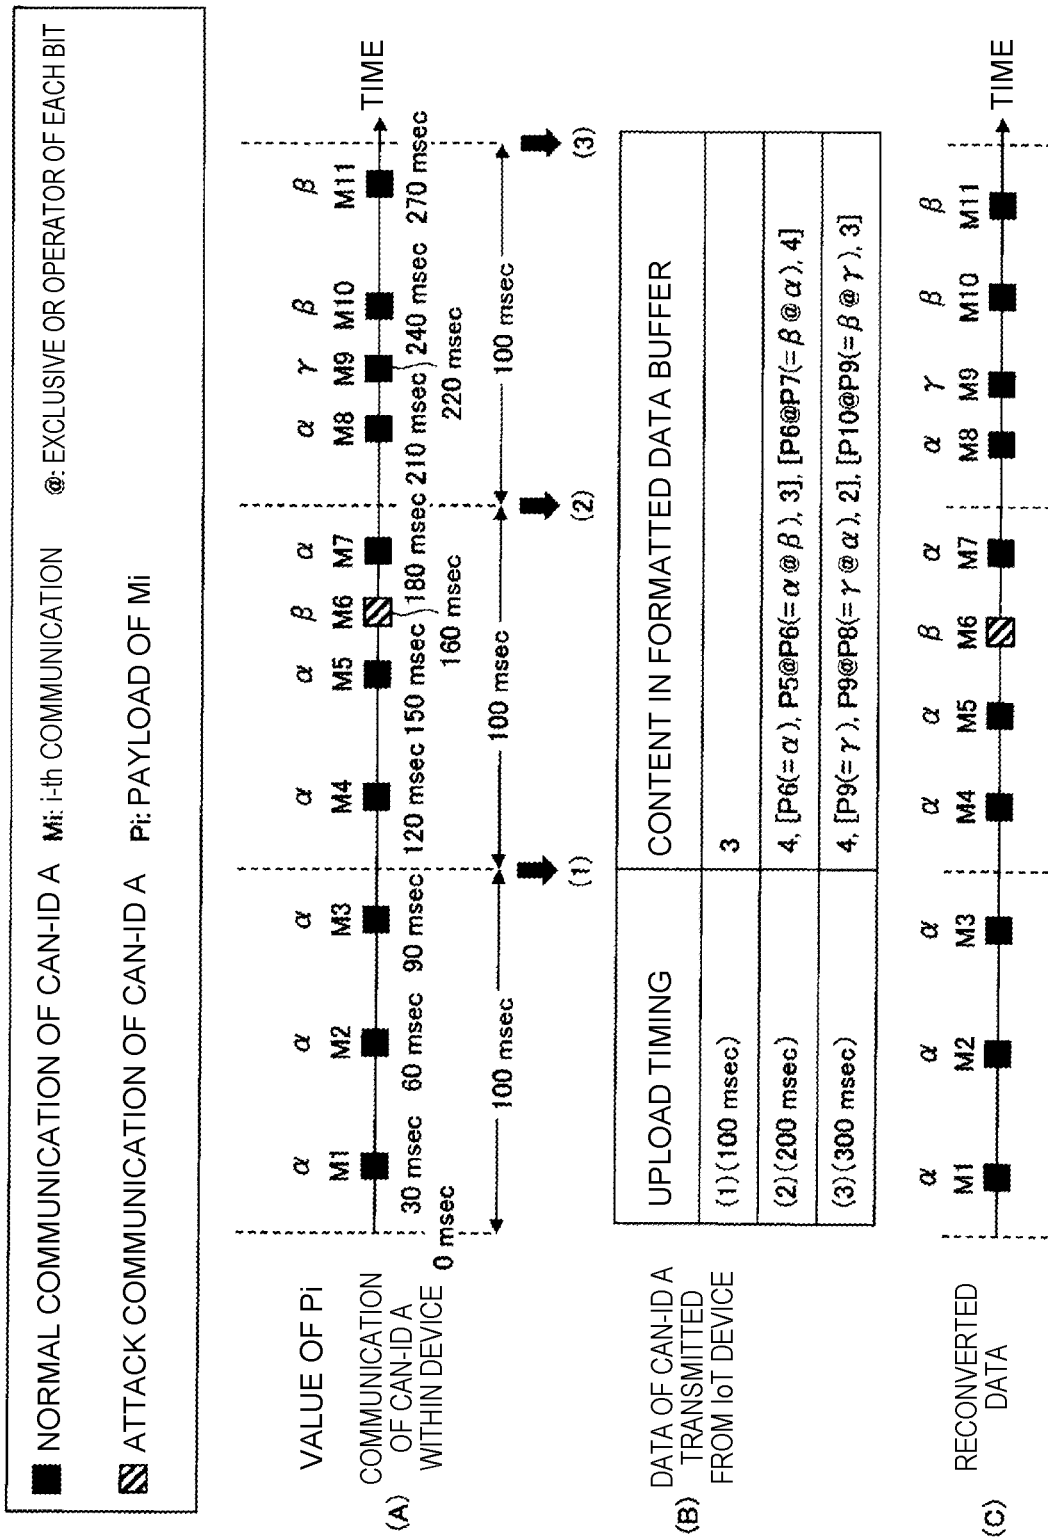 NORMAL COMMUNICATION OF CAN-ID A Mi: i-th COMMUNICATION @: EXCLUSIVE OR OPERATOR OF EACH BIT
ATTACK COMMUNICATION OF CAN-ID A Pi: PAYLOAD OF Mi
(A)
VALUE OF Pi
α α α α α β α α γ β β
COMMUNICATION
OF CAN-ID A
WITHIN DEVICE
M1 M2 M3 M4 M5 M6 M7 M8 M9 M10 M11
TIME
30 msec 60 msec 90 msec 120 msec 150 msec 180 msec 210 msec 240 msec 270 msec
0 msec 160 msec 220 msec
100 msec 100 msec 100 msec
(1) (2) (3)
(B)
DATA OF CAN-ID A
TRANSMITTED
FROM IoT DEVICE
UPLOAD TIMING CONTENT IN FORMATTED DATA BUFFER
(1)(100 msec) 3
(2)(200 msec) 4, [P6(=α), P5@P6(=α@β), 3], [P6@P7(=β@α), 4]
(3)(300 msec) 4, [P9(=γ), P9@P8(=γ@α), 2], [P10@P9(=β@γ), 3]
(C)
RECONVERTED
DATA
α α α α α β α α γ β β
M1 M2 M3 M4 M5 M6 M7 M8 M9 M10 M11
TIME